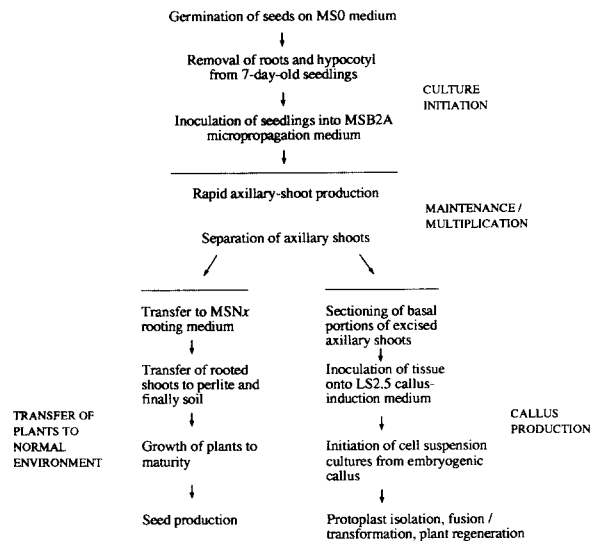 Germination of seeds on MS0 medium
Removal of roots and hypocotyl
from 7-day-old seedlings
CULTURE
INITIATION
Inoculation of seedlings into MSB2A
micropropagation medium
Rapid axillary-shoot production
MAINTENANCE /
MULTIPLICATION
Separation of axillary shoots
Transfer to MSNx
rooting medium
Transfer of rooted
shoots to perlite and
finally soil
TRANSFER OF
PLANTS TO
NORMAL
ENVIRONMENT
Growth of plants to
maturity
Seed production
Sectioning of basal
portions of excised
axillary shoots
Inoculation of tissue
onto LS2.5 callus-
induction medium
CALLUS
PRODUCTION
Initiation of cell suspension
cultures from embryogenic
callus
Protoplast isolation, fusion /
transformation, plant regeneration